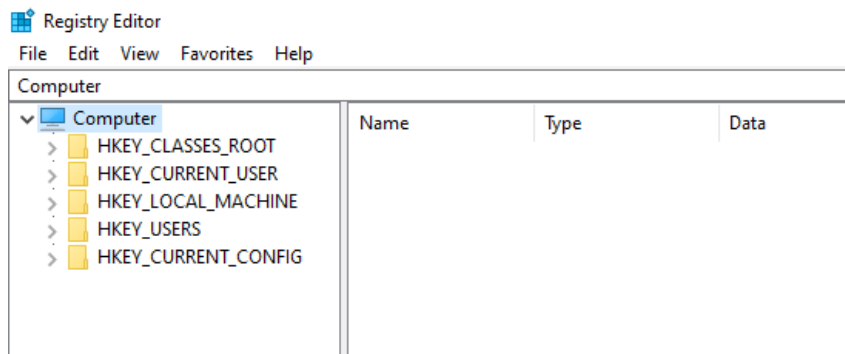 Registry Editor
File Edit View Favorites Help
Computer
Computer
HKEY_CLASSES_ROOT
HKEY_CURRENT_USER
HKEY_LOCAL_MACHINE
HKEY_USERS
HKEY_CURRENT_CONFIG
Name Type Data